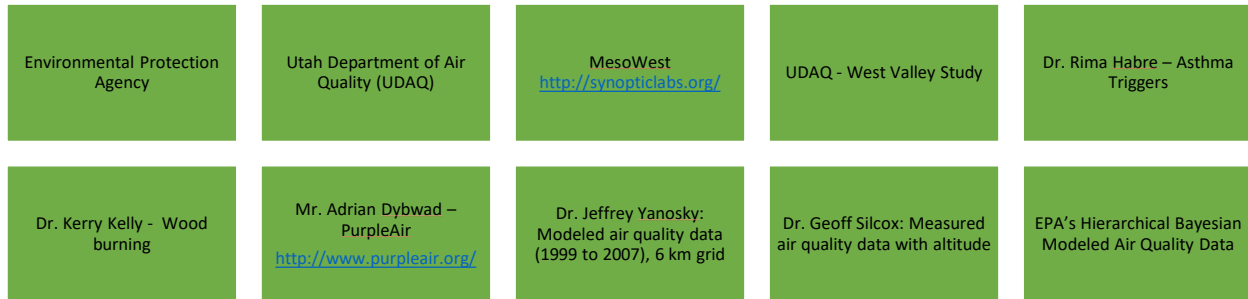 Environmental Protection
Agency
Utah Department of Air
Quality (UDAQ)
MesoWest
http://synopticlabs.org/
UDAQ - West Valley Study
Dr. Rima Habre – Asthma
Triggers
Dr. Kerry Kelly - Wood
burning
Mr. Adrian Dybwad –
PurpleAir
http://www.purpleair.org/
Dr. Jeffrey Yanosky:
Modeled air quality data
(1999 to 2007), 6 km grid
Dr. Geoff Silcox: Measured
air quality data with altitude
EPA's Hierarchical Bayesian
Modeled Air Quality Data